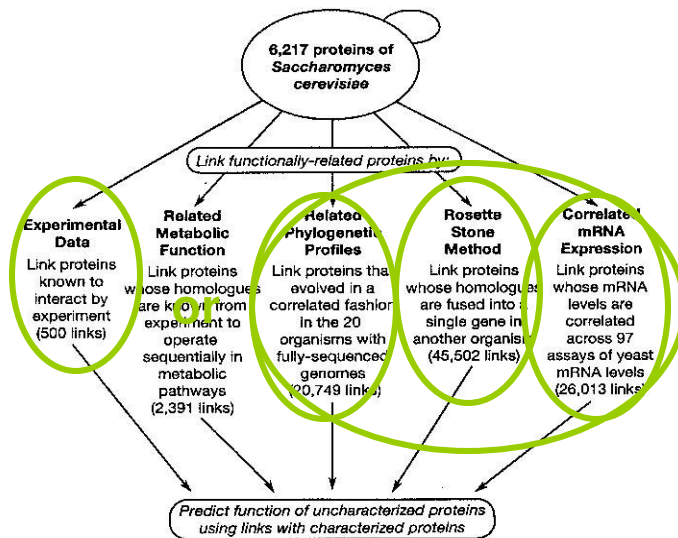 6,217 proteins of
Saccharomyces
cerevisiae
Link functionally-related proteins by:
Experimental
Data
Link proteins
known to
interact by
experiment
(500 links)
Related
Metabolic
Function
Link proteins
whose homologues
are known from
experiment to
operate
sequentially in
metabolic
pathways
(2,391 links)
or
Related
Phylogenetic
Profiles
Link proteins that
evolved in a
correlated fashion
in the 20
organisms with
fully-sequenced
genomes
(20,749 links)
Rosette
Stone
Method
Link proteins
whose homologues
are fused into a
single gene in
another organism
(45,502 links)
Correlated
mRNA
Expression
Link proteins
whose mRNA
levels are
correlated
across 97
assays of yeast
mRNA levels
(26,013 links)
Predict function of uncharacterized proteins
using links with characterized proteins